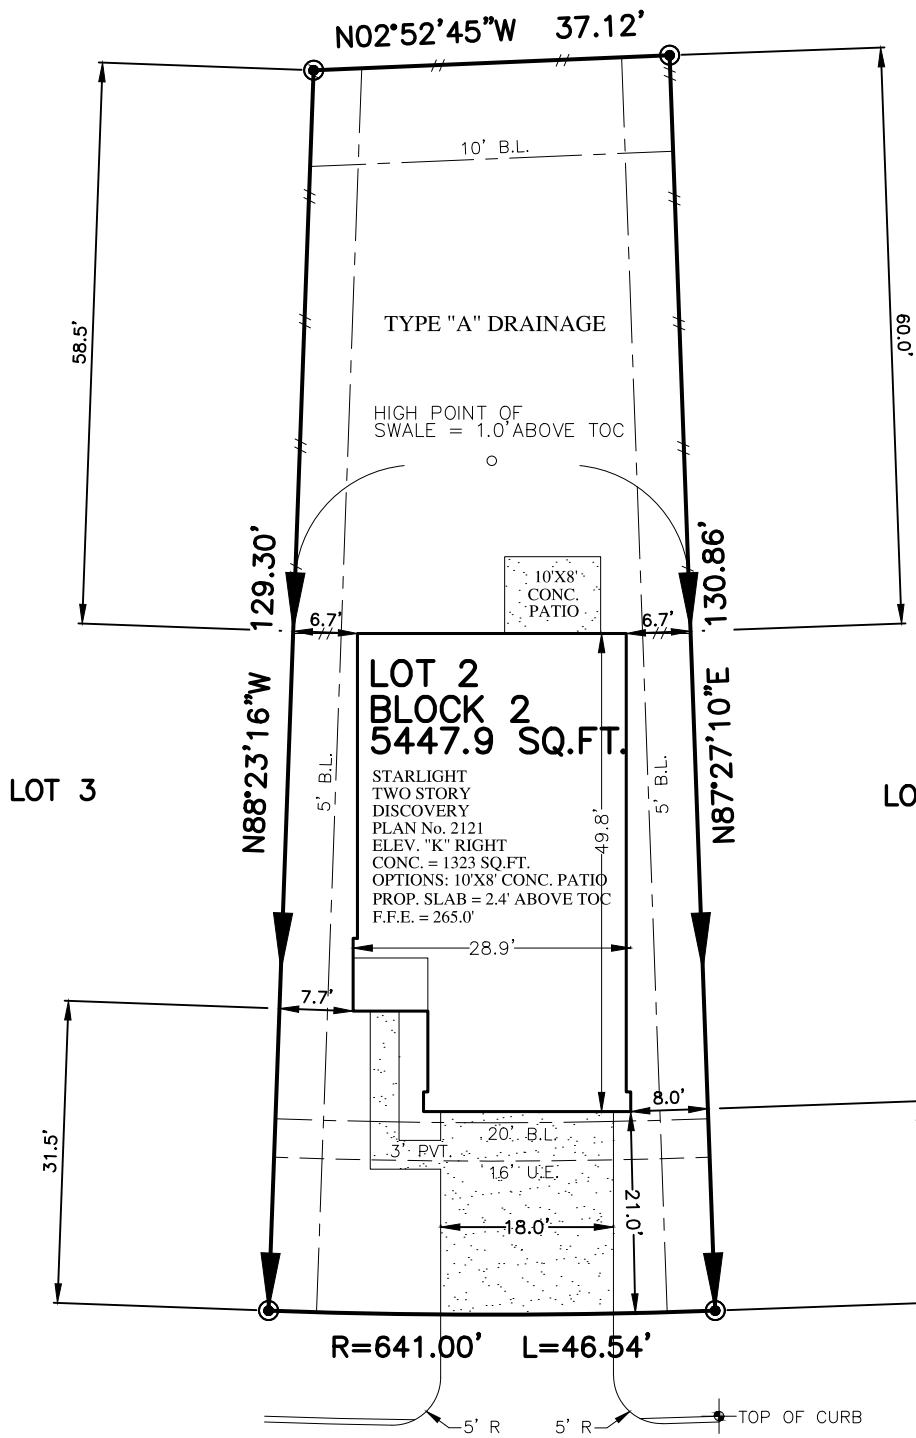 N02°52'45"W 37.12'
10' B.L.
58.5'
60.0'
TYPE "A" DRAINAGE
HIGH POINT OF
SWALE = 1.0' ABOVE TOC
129.30'
130.86'
10'X8'
CONC.
PATIO
6.7'
6.7'
LOT 2
BLOCK 2
5447.9 SQ.FT.
N88°23'16"W
N87°27'10"E
5' B.L.
5' B.L.
LOT 3
LO
STARLIGHT
TWO STORY
DISCOVERY
PLAN No. 2121
ELEV. "K" RIGHT
CONC. = 1323 SQ.FT.
OPTIONS: 10'X8' CONC. PATIO
PROP. SLAB = 2.4' ABOVE TOC
F.F.E. = 265.0'
49.8'
28.9'
7.7'
8.0'
31.5'
20' B.L.
3' PVT.
16' U.E.
18.0'
21.0'
R=641.00' L=46.54'
5' R 5' R
TOP OF CURB